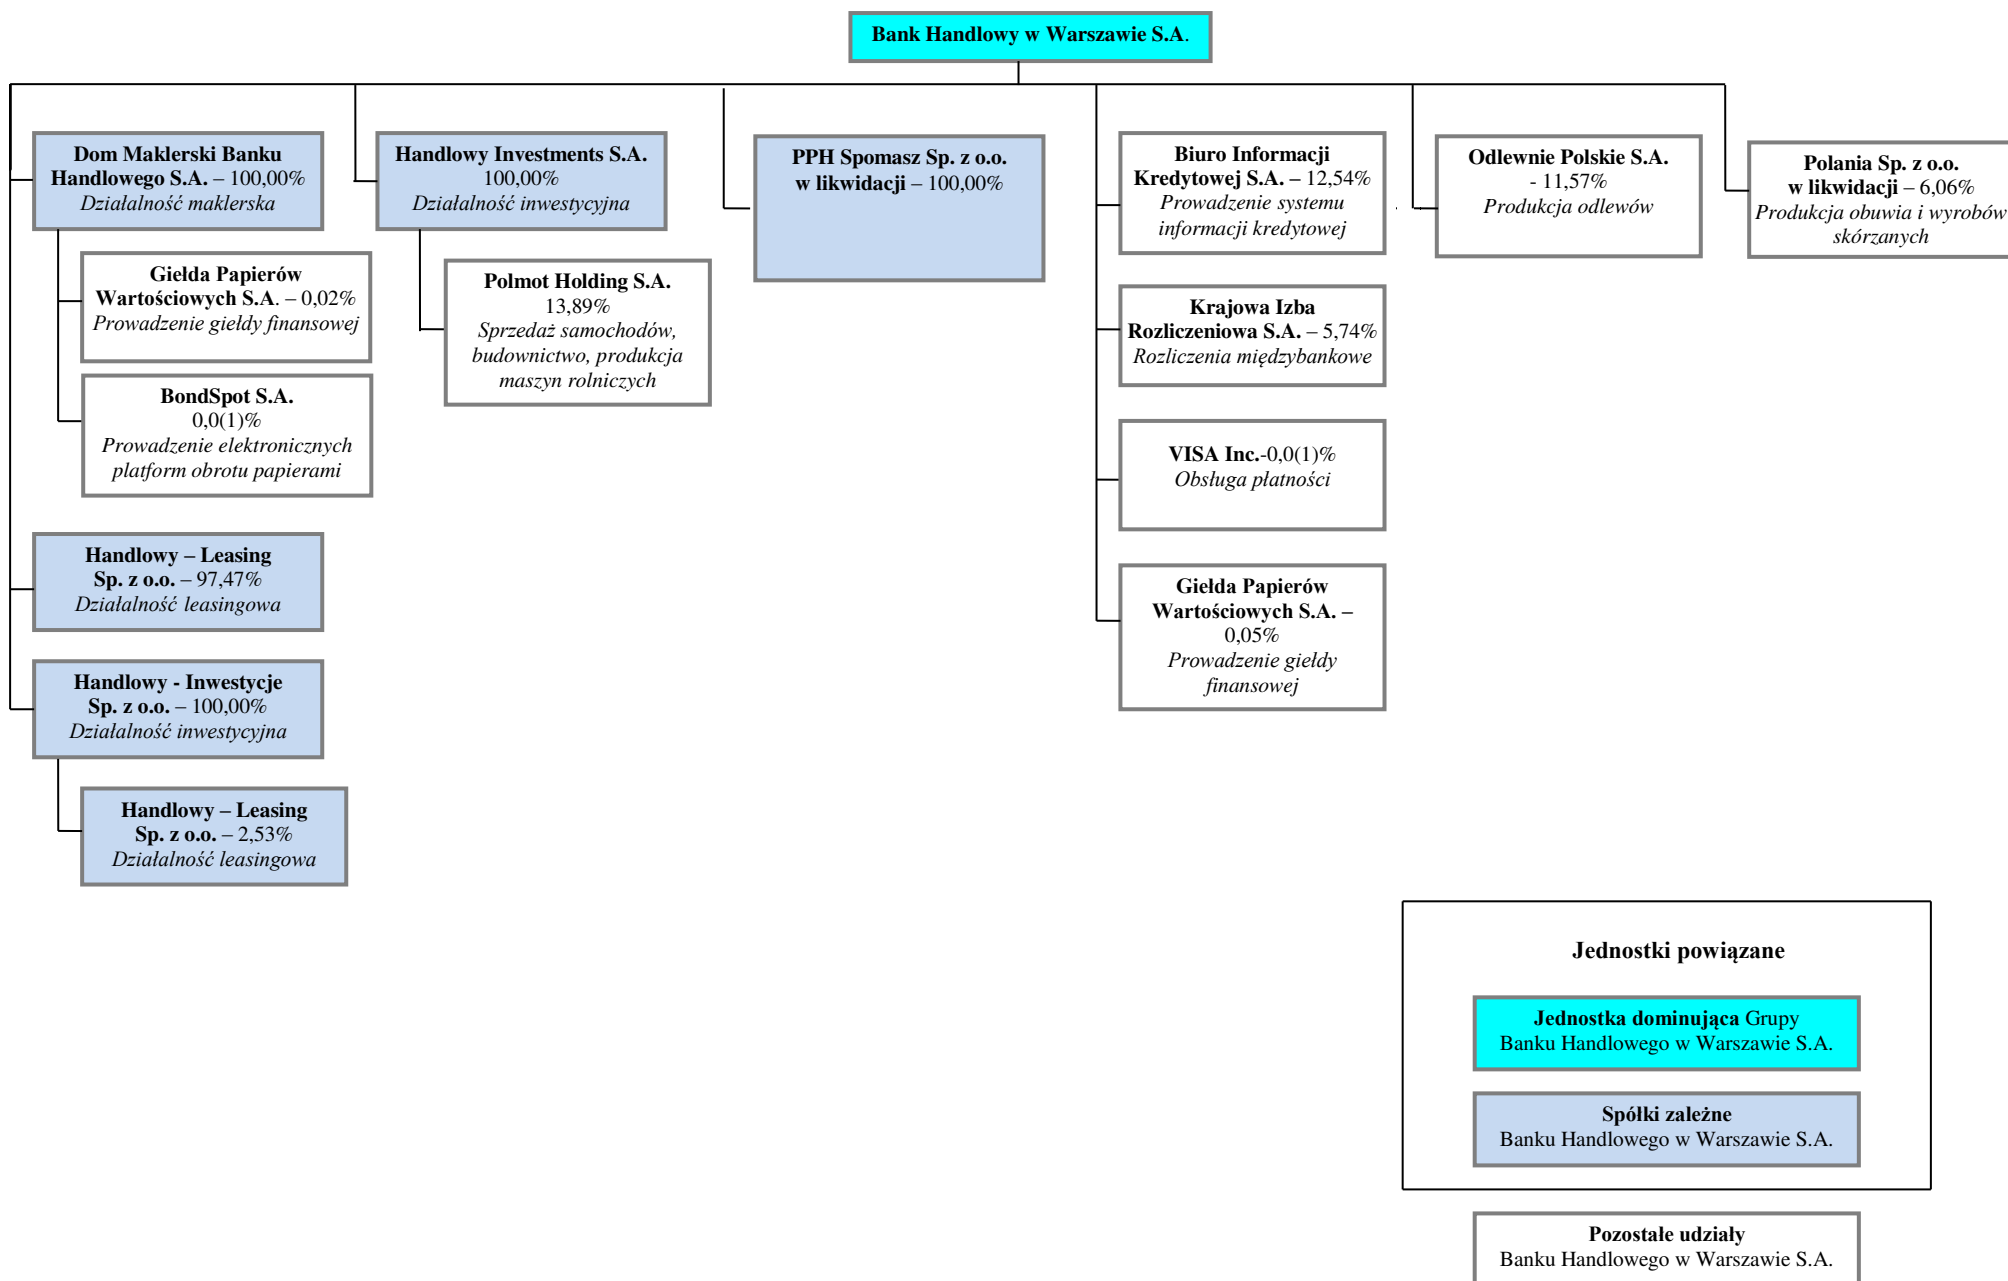 Bank Handlowy w Warszawie S.A.
Dom Maklerski Banku
Handlowego S.A. – 100,00%
Działalność maklerska
Giełda Papierów
Wartościowych S.A. – 0,02%
Prowadzenie giełdy finansowej
BondSpot S.A.
0,0(1)%
Prowadzenie elektronicznych
platform obrotu papierami
Handlowy – Leasing
Sp. z o.o. – 97,47%
Działalność leasingowa
Handlowy - Inwestycje
Sp. z o.o. – 100,00%
Działalność inwestycyjna
Handlowy – Leasing
Sp. z o.o. – 2,53%
Działalność leasingowa
Handlowy Investments S.A.
100,00%
Działalność inwestycyjna
Polmot Holding S.A.
13,89%
Sprzedaż samochodów,
budownictwo, produkcja
maszyn rolniczych
PPH Spomasz Sp. z o.o.
w likwidacji – 100,00%
Biuro Informacji
Kredytowej S.A. – 12,54%
Prowadzenie systemu
informacji kredytowej
Krajowa Izba
Rozliczeniowa S.A. – 5,74%
Rozliczenia międzybankowe
VISA Inc.-0,0(1)%
Obsługa płatności
Giełda Papierów
Wartościowych S.A. –
0,05%
Prowadzenie giełdy
finansowej
Odlewnie Polskie S.A.
- 11,57%
Produkcja odlewów
Polania Sp. z o.o.
w likwidacji – 6,06%
Produkcja obuwia i wyrobów
skórzanych
Jednostki powiązane
Jednostka dominująca Grupy
Banku Handlowego w Warszawie S.A.
Spółki zależne
Banku Handlowego w Warszawie S.A.
Pozostałe udziały
Banku Handlowego w Warszawie S.A.